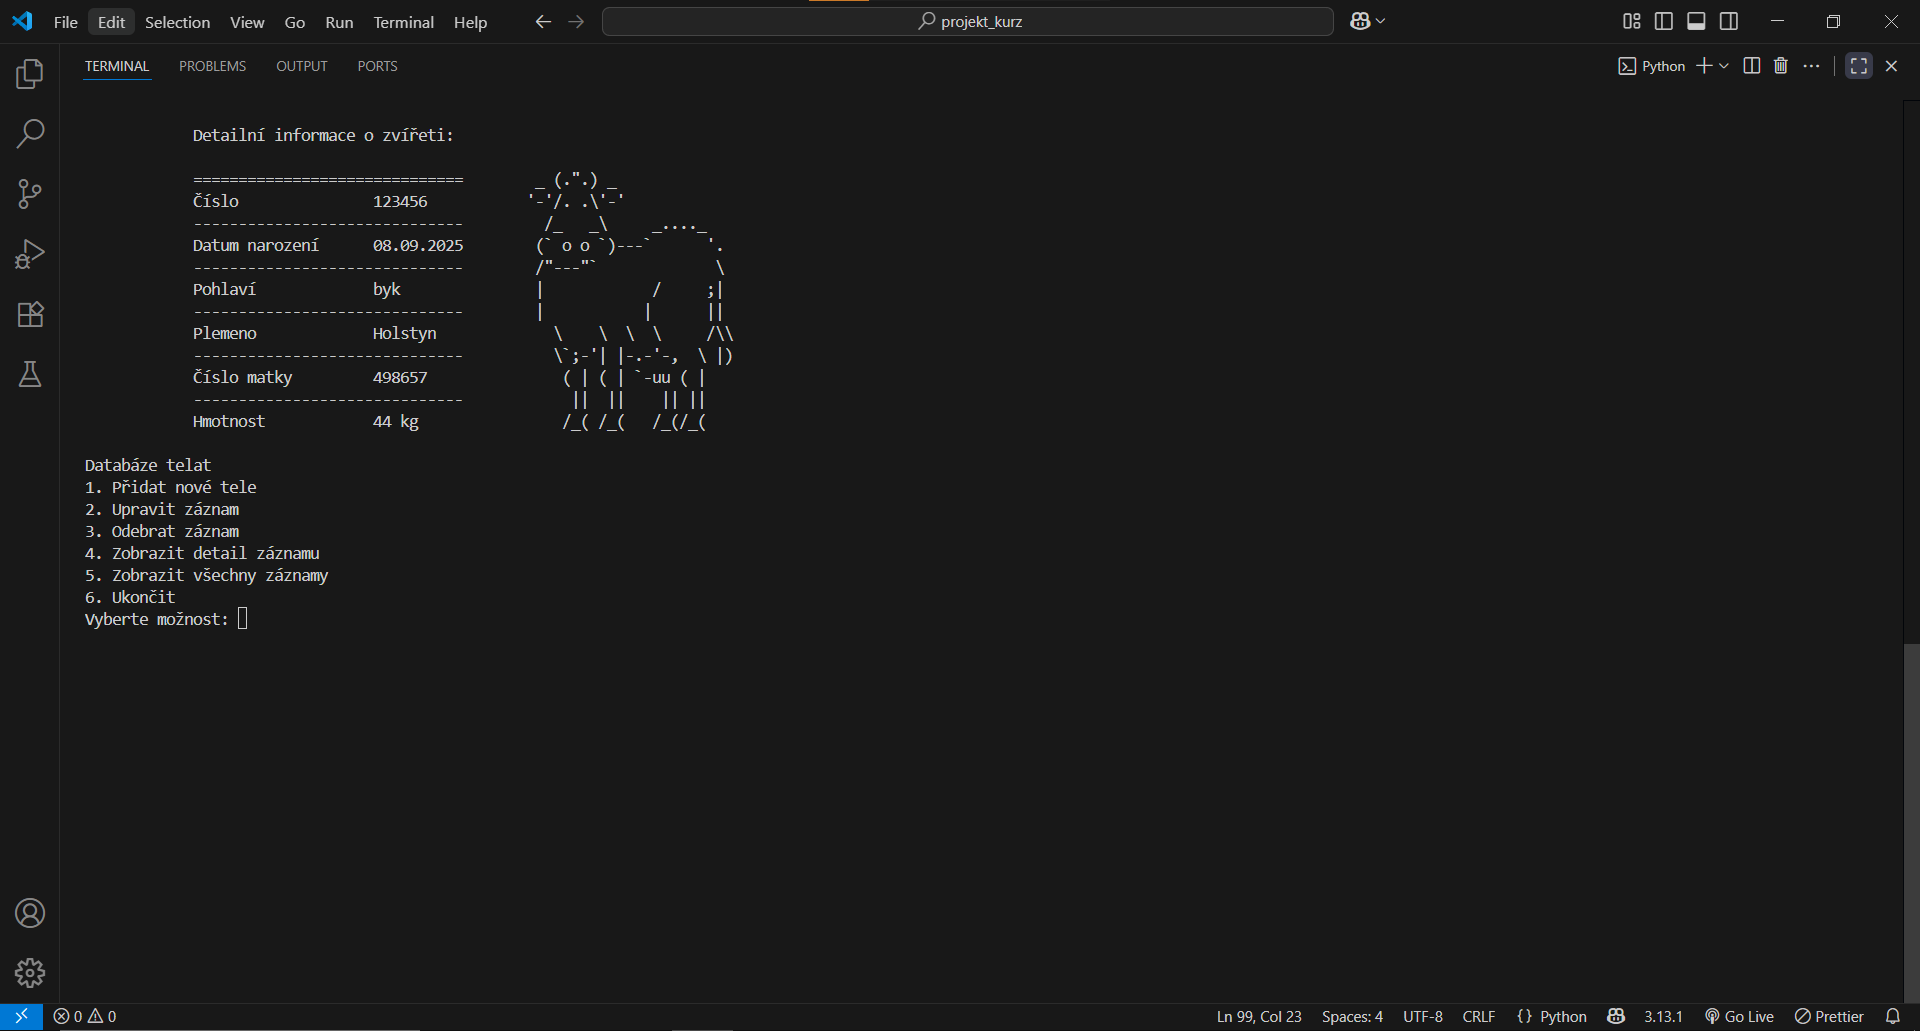 File Edit Selection View Go Run Terminal Help projekt_kurz
TERMINAL PROBLEMS OUTPUT PORTS Python
Detailní informace o zvířeti:
==============================
Číslo 123456
------------------------------
Datum narození 08.09.2025
------------------------------
Pohlaví byk
------------------------------
Plemeno Holstyn
------------------------------
Číslo matky 498657
------------------------------
Hmotnost 44 kg
Databáze telat
1. Přidat nové tele
2. Upravit záznam
3. Odebrat záznam
4. Zobrazit detail záznamu
5. Zobrazit všechny záznamy
6. Ukončit
Vyberte možnost:
0 0 Ln 99, Col 23 Spaces: 4 UTF-8 CRLF {} Python 3.13.1 Go Live Prettier